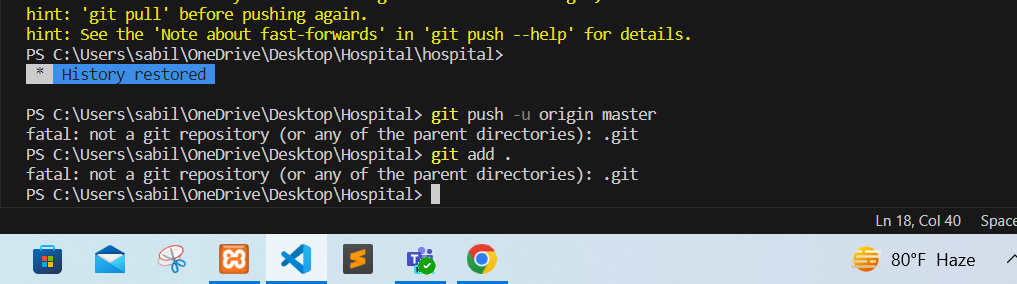 hint: 'git pull' before pushing again.
hint: See the 'Note about fast-forwards' in 'git push --help' for details.
PS C:\Users\sabil\OneDrive\Desktop\Hospital\hospital>
* History restored
PS C:\Users\sabil\OneDrive\Desktop\Hospital> git push -u origin master
fatal: not a git repository (or any of the parent directories): .git
PS C:\Users\sabil\OneDrive\Desktop\Hospital> git add .
fatal: not a git repository (or any of the parent directories): .git
PS C:\Users\sabil\OneDrive\Desktop\Hospital>
Ln 18, Col 40 Space
80°F Haze